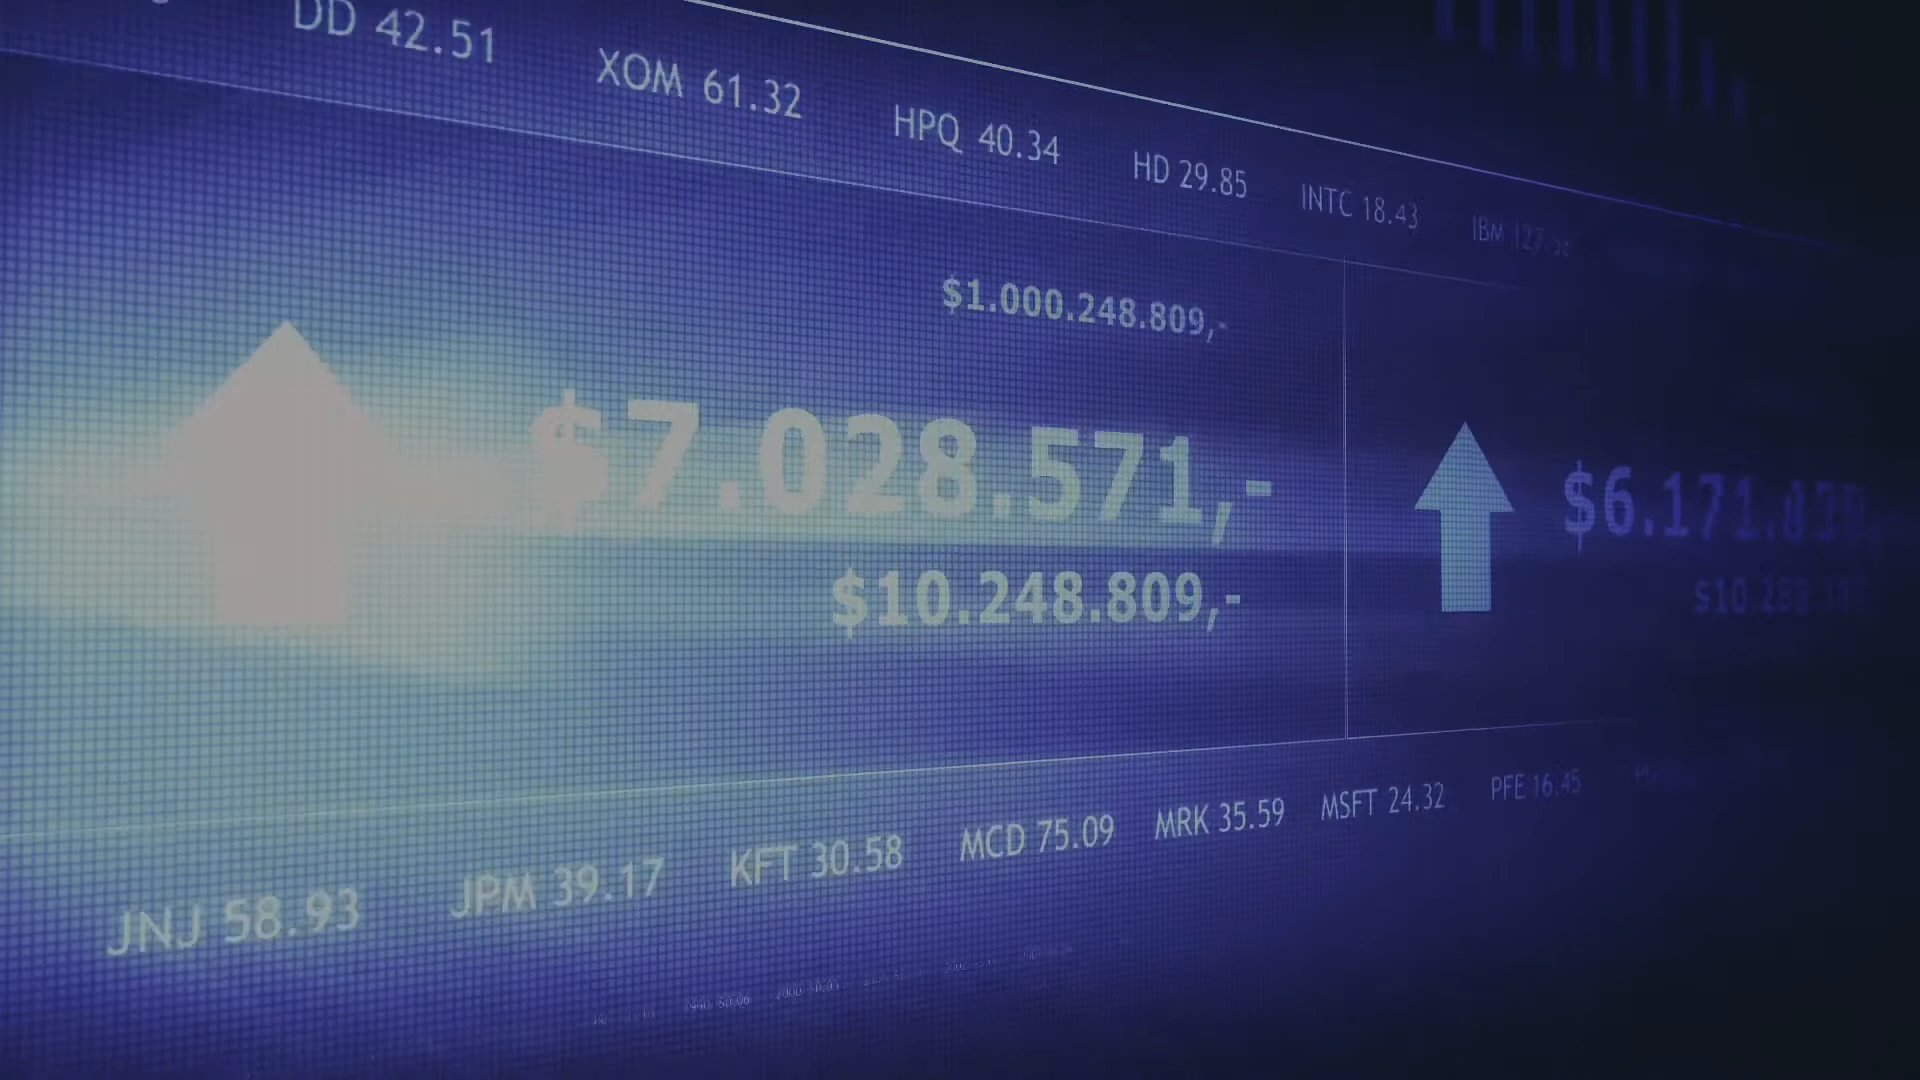 DD 42.51 XOM 61.32 HPQ 40.34 HD 29.85 INTC 18.43 IBM
$1.000.248.809,-
$7.028.571,-
$10.248.809,-
JNJ 58.93 JPM 39.17 KFT 30.58 MCD 75.09 MRK 35.59 MSFT 24.32 PFE 16.45